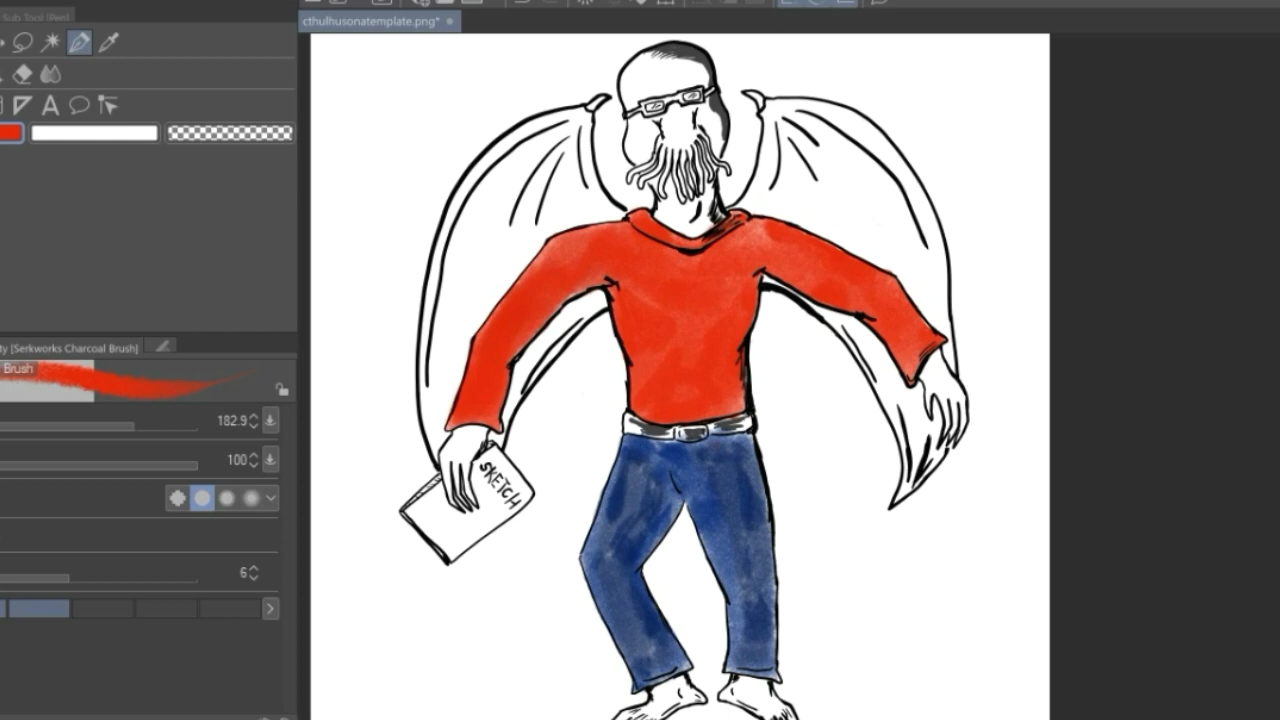 Sub Tool [Pen]
cthulhusonatemplate.png*
A
ty [Serkworks Charcoal Brush]
Brush
182.9
100
6
SKETCH